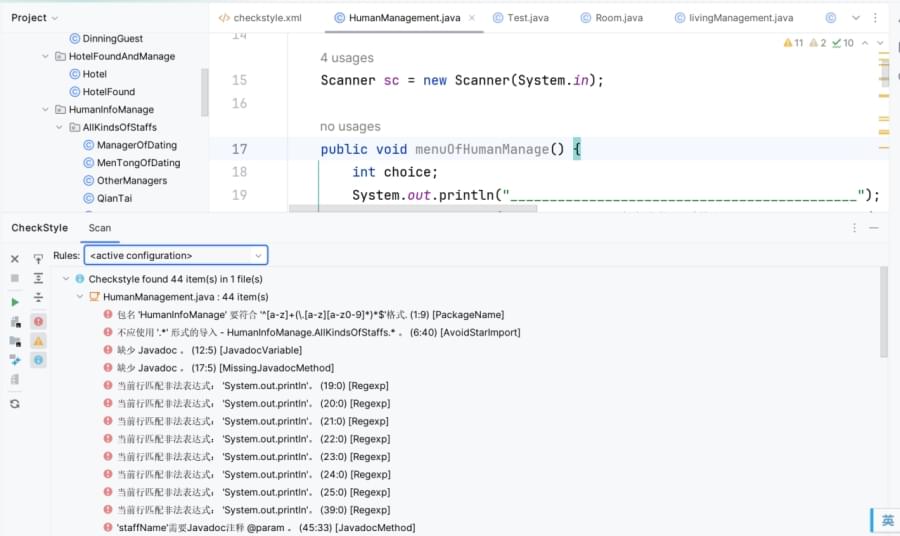 Project
checkstyle.xml
HumanManagement.java
Test.java
Room.java
livingManagement.java
DinningGuest
HotelFoundAndManage
Hotel
HotelFound
HumanInfoManage
AllKindsOfStaffs
ManagerOfDating
MenTongOfDating
OtherManagers
QianTai
14
11 2 10
4 usages
15 Scanner sc = new Scanner(System.in);
16
no usages
17 public void menuOfHumanManage() {
18 int choice;
19 System.out.println("____________________________________________");
CheckStyle Scan
Rules: <active configuration>
Checkstyle found 44 item(s) in 1 file(s)
HumanManagement.java : 44 item(s)
包名 'HumanInfoManage' 要符合 '^[a-z]+(\.[a-z][a-z0-9]*)*$'格式. (1:9) [PackageName]
不应使用 '.*' 形式的导入 - HumanInfoManage.AllKindsOfStaffs.* 。 (6:40) [AvoidStarImport]
缺少 Javadoc 。 (12:5) [JavadocVariable]
缺少 Javadoc 。 (17:5) [MissingJavadocMethod]
当前行匹配非法表达式： 'System.out.println'。 (19:0) [Regexp]
当前行匹配非法表达式： 'System.out.println'。 (20:0) [Regexp]
当前行匹配非法表达式： 'System.out.println'。 (21:0) [Regexp]
当前行匹配非法表达式： 'System.out.println'。 (22:0) [Regexp]
当前行匹配非法表达式： 'System.out.println'。 (23:0) [Regexp]
当前行匹配非法表达式： 'System.out.println'。 (24:0) [Regexp]
当前行匹配非法表达式： 'System.out.println'。 (25:0) [Regexp]
当前行匹配非法表达式： 'System.out.println'。 (39:0) [Regexp]
'staffName'需要Javadoc注释 @param 。 (45:33) [JavadocMethod]
英